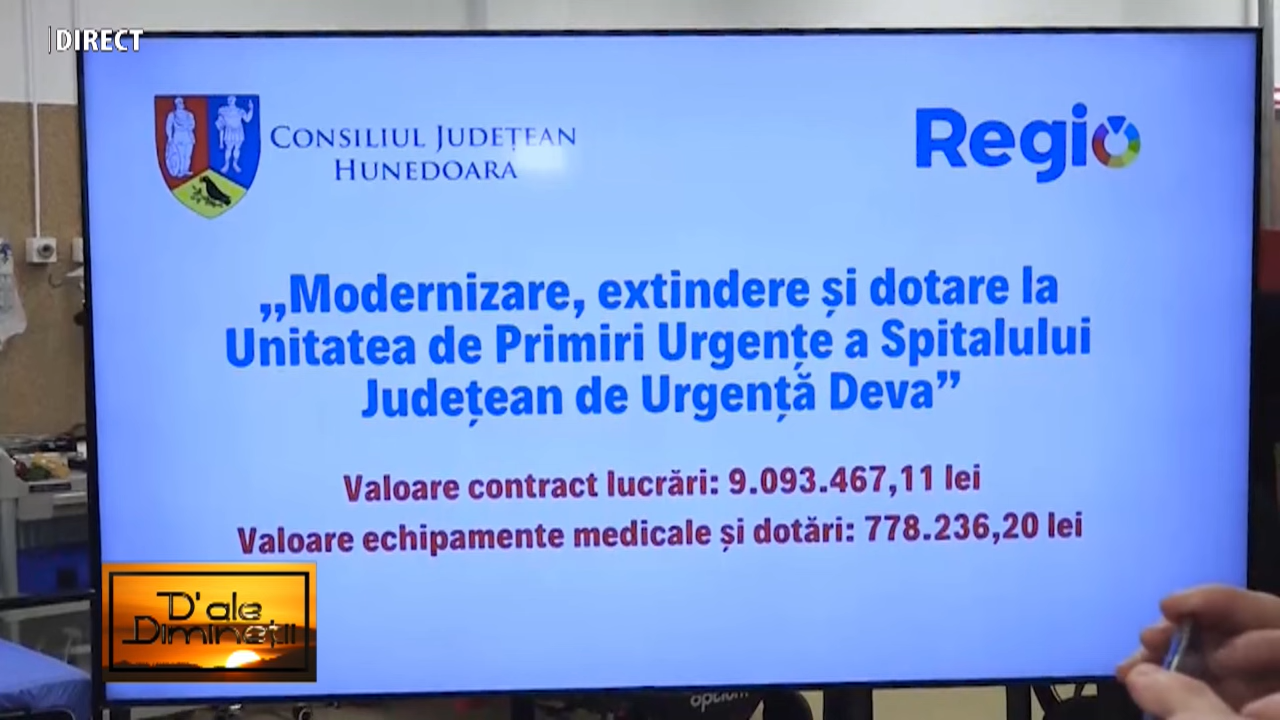 DIRECT
CONSILIUL JUDEȚEAN
HUNEDOARA
Regio
„Modernizare, extindere și dotare la
Unitatea de Primiri Urgențe a Spitalului
Județean de Urgență Deva”
Valoare contract lucrări: 9.093.467,11 lei
Valoare echipamente medicale și dotări: 778.236,20 lei
D'ale
Dimineții